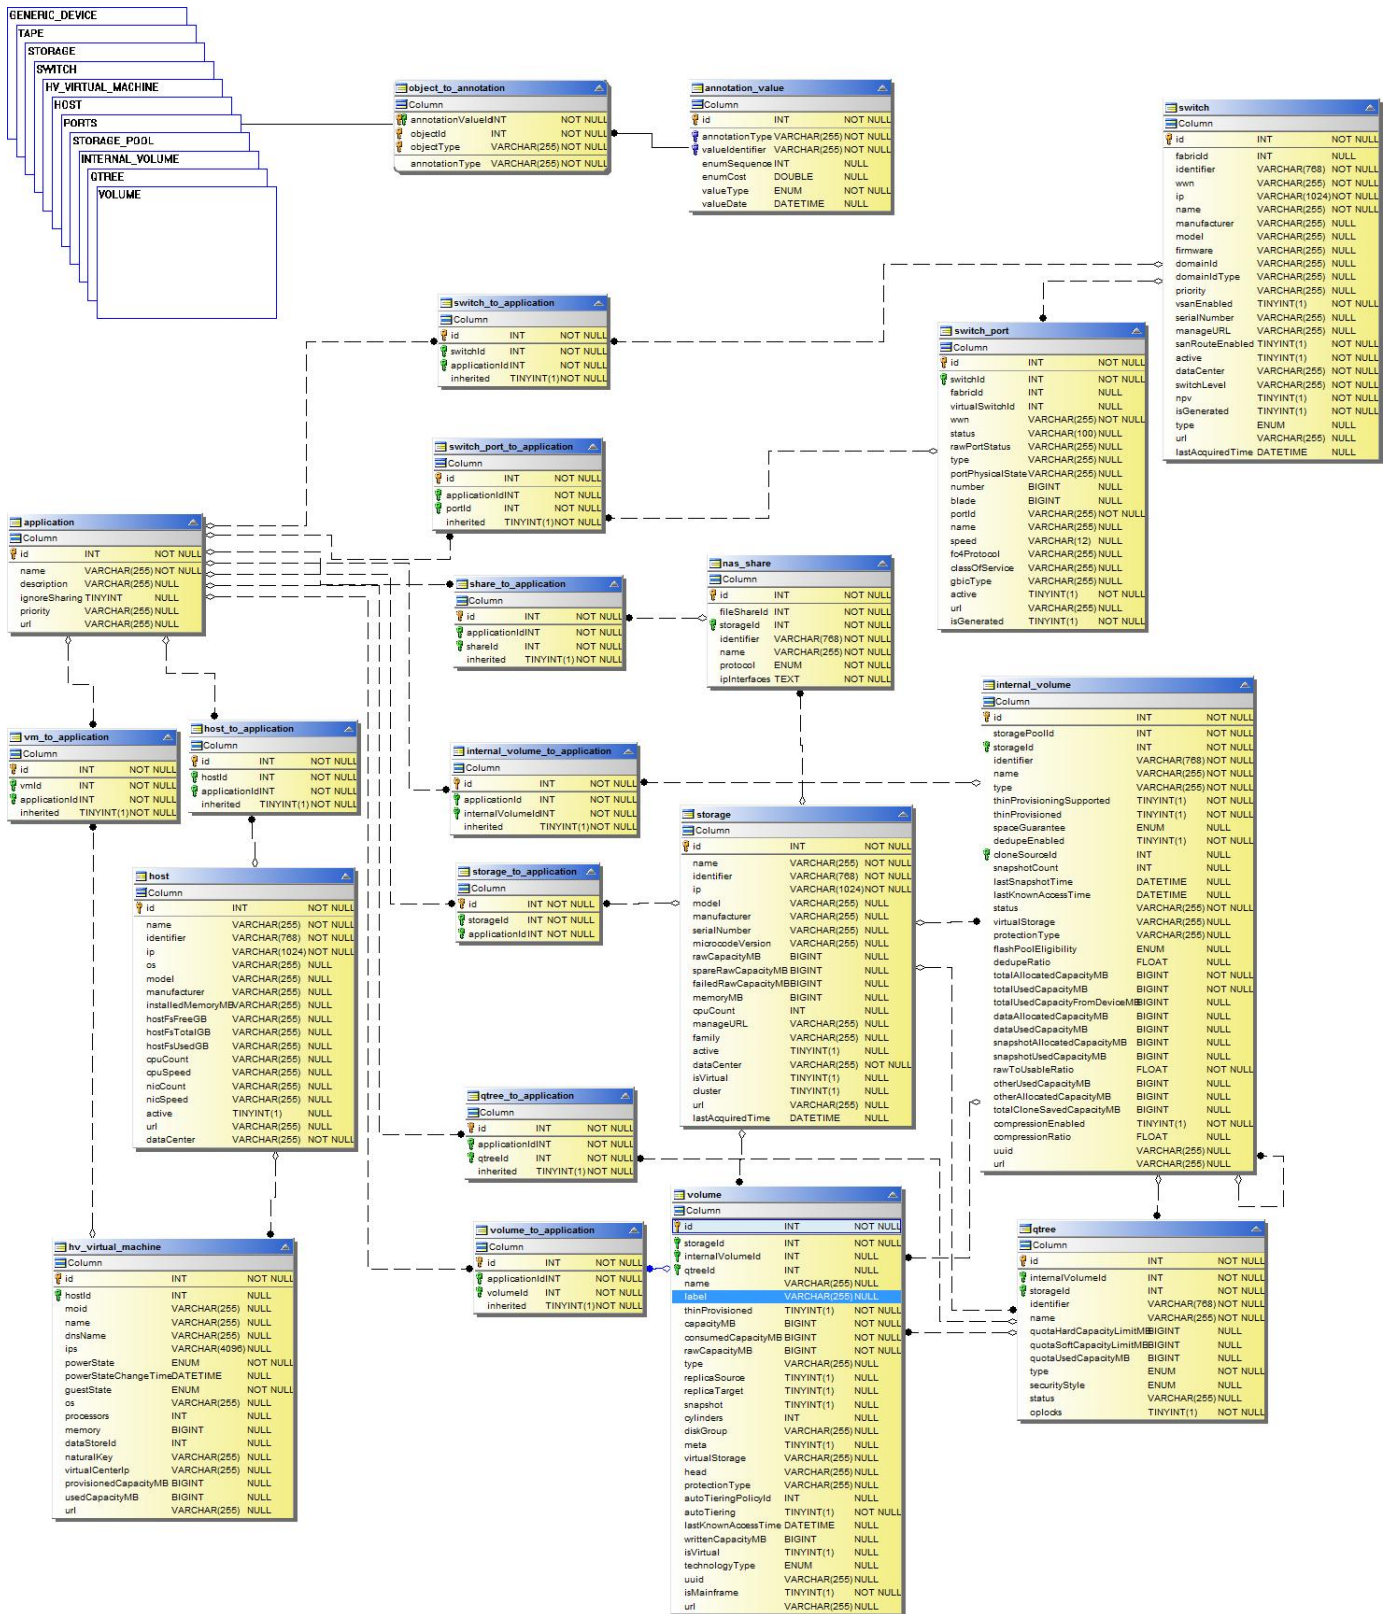 GENERIC_DEVICE
TAPE
STORAGE
SWITCH
HV_VIRTUAL_MACHINE
HOST
PORTS
STORAGE_POOL
INTERNAL_VOLUME
QTREE
VOLUME
object_to_annotation
Column
annotationValueId INT NOT NULL
objectId INT NOT NULL
objectType VARCHAR(255) NOT NULL
annotationType VARCHAR(255) NOT NULL
annotation_value
Column
id INT NOT NULL
annotationType VARCHAR(255) NOT NULL
valueIdentifier VARCHAR(255) NOT NULL
enumSequence INT NULL
enumCost DOUBLE NULL
valueType ENUM NOT NULL
valueDate DATETIME NULL
switch
Column
id INT NOT NULL
fabricId INT NULL
identifier VARCHAR(768) NOT NULL
wwn VARCHAR(255) NOT NULL
ip VARCHAR(1024) NOT NULL
name VARCHAR(255) NOT NULL
manufacturer VARCHAR(255) NULL
model VARCHAR(255) NULL
firmware VARCHAR(255) NULL
domainId VARCHAR(255) NULL
domainIdType VARCHAR(255) NULL
priority VARCHAR(255) NULL
vsanEnabled TINYINT(1) NOT NULL
serialNumber VARCHAR(255) NULL
manageURL VARCHAR(255) NULL
sanRouteEnabled TINYINT(1) NOT NULL
active TINYINT(1) NOT NULL
dataCenter VARCHAR(255) NOT NULL
switchLevel VARCHAR(255) NOT NULL
npv TINYINT(1) NOT NULL
isGenerated TINYINT(1) NOT NULL
type ENUM NULL
url VARCHAR(255) NULL
lastAcquiredTime DATETIME NULL
switch_to_application
Column
id INT NOT NULL
switchId INT NOT NULL
applicationId INT NOT NULL
inherited TINYINT(1) NOT NULL
switch_port
Column
id INT NOT NULL
switchId INT NOT NULL
fabricId INT NULL
virtualSwitchId INT NULL
wwn VARCHAR(255) NOT NULL
status VARCHAR(100) NULL
rawPortStatus VARCHAR(255) NULL
type VARCHAR(255) NULL
portPhysicalState VARCHAR(255) NULL
number BIGINT NULL
blade BIGINT NULL
portId VARCHAR(255) NOT NULL
name VARCHAR(255) NULL
speed VARCHAR(12) NULL
fc4Protocol VARCHAR(255) NULL
classOfService VARCHAR(255) NULL
gbicType VARCHAR(255) NULL
active TINYINT(1) NOT NULL
url VARCHAR(255) NULL
isGenerated TINYINT(1) NOT NULL
switch_port_to_application
Column
id INT NOT NULL
applicationId INT NOT NULL
portId INT NOT NULL
inherited TINYINT(1) NOT NULL
application
Column
id INT NOT NULL
name VARCHAR(255) NOT NULL
description VARCHAR(255) NULL
ignoreSharing TINYINT NULL
priority VARCHAR(255) NULL
url VARCHAR(255) NULL
share_to_application
Column
id INT NOT NULL
applicationId INT NOT NULL
shareId INT NOT NULL
inherited TINYINT(1) NOT NULL
nas_share
Column
id INT NOT NULL
fileShareId INT NOT NULL
storageId INT NOT NULL
identifier VARCHAR(768) NOT NULL
name VARCHAR(255) NOT NULL
protocol ENUM NOT NULL
ipInterfaces TEXT NOT NULL
vm_to_application
Column
id INT NOT NULL
vmId INT NOT NULL
applicationId INT NOT NULL
inherited TINYINT(1) NOT NULL
host_to_application
Column
id INT NOT NULL
hostId INT NOT NULL
applicationId INT NOT NULL
inherited TINYINT(1) NOT NULL
internal_volume_to_application
Column
id INT NOT NULL
applicationId INT NOT NULL
internalVolumeId INT NOT NULL
inherited TINYINT(1) NOT NULL
internal_volume
Column
id INT NOT NULL
storagePoolId INT NOT NULL
storageId INT NOT NULL
identifier VARCHAR(768) NOT NULL
name VARCHAR(255) NOT NULL
type VARCHAR(255) NOT NULL
thinProvisioningSupported TINYINT(1) NOT NULL
thinProvisioned TINYINT(1) NOT NULL
spaceGuarantee ENUM NULL
dedupeEnabled TINYINT(1) NOT NULL
cloneSourceId INT NULL
snapshotCount INT NULL
lastSnapshotTime DATETIME NULL
lastKnownAccessTime DATETIME NULL
status VARCHAR(255) NOT NULL
virtualStorage VARCHAR(255) NULL
protectionType VARCHAR(255) NULL
flashPoolEligibility ENUM NULL
dedupeRatio FLOAT NULL
totalAllocatedCapacityMB BIGINT NOT NULL
totalUsedCapacityMB BIGINT NOT NULL
totalUsedCapacityFromDeviceMB BIGINT NULL
dataAllocatedCapacityMB BIGINT NULL
dataUsedCapacityMB BIGINT NULL
snapshotAllocatedCapacityMB BIGINT NULL
snapshotUsedCapacityMB BIGINT NULL
rawToUsableRatio FLOAT NOT NULL
otherUsedCapacityMB BIGINT NULL
otherAllocatedCapacityMB BIGINT NULL
totalCloneSavedCapacityMB BIGINT NULL
compressionEnabled TINYINT(1) NOT NULL
compressionRatio FLOAT NULL
uuid VARCHAR(255) NULL
url VARCHAR(255) NULL
storage
Column
id INT NOT NULL
name VARCHAR(255) NOT NULL
identifier VARCHAR(768) NOT NULL
ip VARCHAR(1024) NOT NULL
model VARCHAR(255) NULL
manufacturer VARCHAR(255) NULL
serialNumber VARCHAR(255) NULL
microcodeVersion VARCHAR(255) NULL
rawCapacityMB BIGINT NULL
spareRawCapacityMB BIGINT NULL
failedRawCapacityMB BIGINT NULL
memoryMB BIGINT NULL
cpuCount INT NULL
manageURL VARCHAR(255) NULL
family VARCHAR(255) NULL
active TINYINT(1) NULL
dataCenter VARCHAR(255) NOT NULL
isVirtual TINYINT(1) NULL
cluster TINYINT(1) NULL
url VARCHAR(255) NULL
lastAcquiredTime DATETIME NULL
storage_to_application
Column
id INT NOT NULL
storageId INT NOT NULL
applicationId INT NOT NULL
host
Column
id INT NOT NULL
name VARCHAR(255) NOT NULL
identifier VARCHAR(768) NOT NULL
ip VARCHAR(1024) NOT NULL
os VARCHAR(255) NULL
model VARCHAR(255) NULL
manufacturer VARCHAR(255) NULL
installedMemoryMB VARCHAR(255) NULL
hostFsFreeGB VARCHAR(255) NULL
hostFsTotalGB VARCHAR(255) NULL
hostFsUsedGB VARCHAR(255) NULL
cpuCount VARCHAR(255) NULL
cpuSpeed VARCHAR(255) NULL
nicCount VARCHAR(255) NULL
nicSpeed VARCHAR(255) NULL
active TINYINT(1) NULL
url VARCHAR(255) NULL
dataCenter VARCHAR(255) NOT NULL
qtree_to_application
Column
id INT NOT NULL
applicationId INT NOT NULL
qtreeId INT NOT NULL
inherited TINYINT(1) NOT NULL
volume_to_application
Column
id INT NOT NULL
applicationId INT NOT NULL
volumeId INT NOT NULL
inherited TINYINT(1) NOT NULL
volume
Column
id INT NOT NULL
storageId INT NOT NULL
internalVolumeId INT NULL
qtreeId INT NULL
name VARCHAR(255) NULL
label VARCHAR(255) NULL
thinProvisioned TINYINT(1) NOT NULL
capacityMB BIGINT NOT NULL
consumedCapacityMB BIGINT NOT NULL
rawCapacityMB BIGINT NOT NULL
type VARCHAR(255) NULL
replicaSource TINYINT(1) NULL
replicaTarget TINYINT(1) NULL
snapshot TINYINT(1) NULL
cylinders INT NULL
diskGroup VARCHAR(255) NULL
meta TINYINT(1) NULL
virtualStorage VARCHAR(255) NULL
head VARCHAR(255) NULL
protectionType VARCHAR(255) NULL
autoTieringPolicyId INT NULL
autoTiering TINYINT(1) NOT NULL
lastKnownAccessTime DATETIME NULL
writtenCapacityMB BIGINT NULL
isVirtual TINYINT(1) NULL
technologyType ENUM NULL
uuid VARCHAR(255) NULL
isMainframe TINYINT(1) NOT NULL
url VARCHAR(255) NULL
qtree
Column
id INT NOT NULL
internalVolumeId INT NOT NULL
storageId INT NOT NULL
identifier VARCHAR(768) NOT NULL
name VARCHAR(255) NOT NULL
quotaHardCapacityLimitMB BIGINT NULL
quotaSoftCapacityLimitMB BIGINT NULL
quotaUsedCapacityMB BIGINT NULL
type ENUM NOT NULL
securityStyle ENUM NULL
status VARCHAR(255) NULL
oplocks TINYINT(1) NOT NULL
hv_virtual_machine
Column
id INT NOT NULL
hostId INT NULL
moid VARCHAR(255) NULL
name VARCHAR(255) NULL
dnsName VARCHAR(255) NULL
ips VARCHAR(4096) NULL
powerState ENUM NOT NULL
powerStateChangeTime DATETIME NULL
guestState ENUM NOT NULL
os VARCHAR(255) NULL
processors INT NULL
memory BIGINT NULL
dataStoreId INT NULL
naturalKey VARCHAR(255) NULL
virtualCenterIp VARCHAR(255) NULL
provisionedCapacityMB BIGINT NULL
usedCapacityMB BIGINT NULL
url VARCHAR(255) NULL